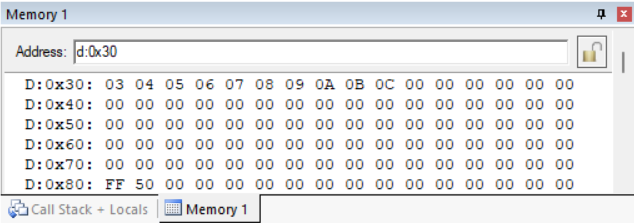 Memory 1
Address: d:0x30
D:0x30: 03 04 05 06 07 08 09 0A 0B 0C 00 00 00 00 00 00
D:0x40: 00 00 00 00 00 00 00 00 00 00 00 00 00 00 00 00
D:0x50: 00 00 00 00 00 00 00 00 00 00 00 00 00 00 00 00
D:0x60: 00 00 00 00 00 00 00 00 00 00 00 00 00 00 00 00
D:0x70: 00 00 00 00 00 00 00 00 00 00 00 00 00 00 00 00
D:0x80: FF 50 00 00 00 00 00 00 00 00 00 00 00 00 00 00
Call Stack + Locals Memory 1